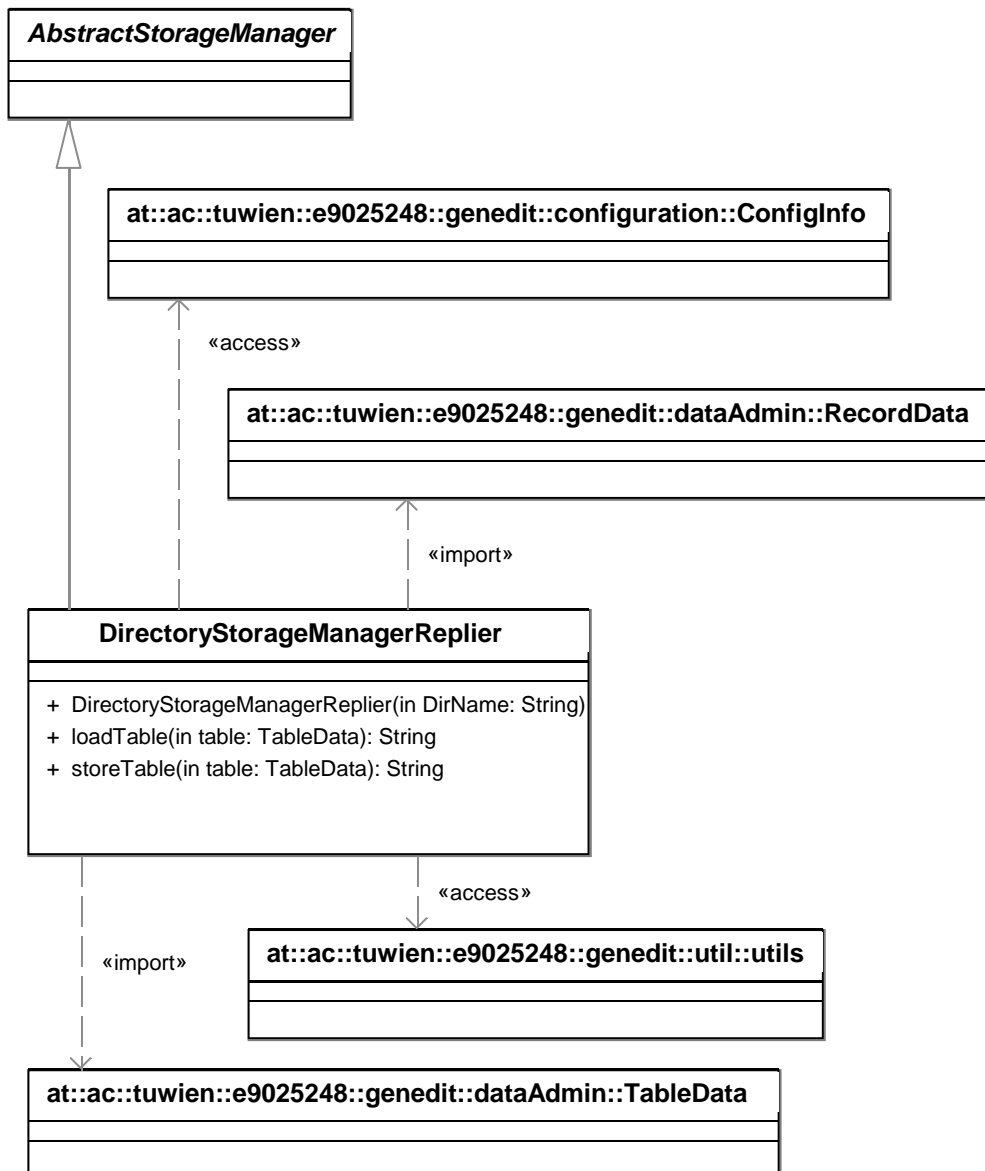 AbstractStorageManager
at::ac::tuwien::e9025248::genedit::configuration::ConfigInfo
«access»
at::ac::tuwien::e9025248::genedit::dataAdmin::RecordData
«import»
DirectoryStorageManagerReplier
+ DirectoryStorageManagerReplier(in DirName: String)
+ loadTable(in table: TableData): String
+ storeTable(in table: TableData): String
«access»
at::ac::tuwien::e9025248::genedit::util::utils
«import»
at::ac::tuwien::e9025248::genedit::dataAdmin::TableData